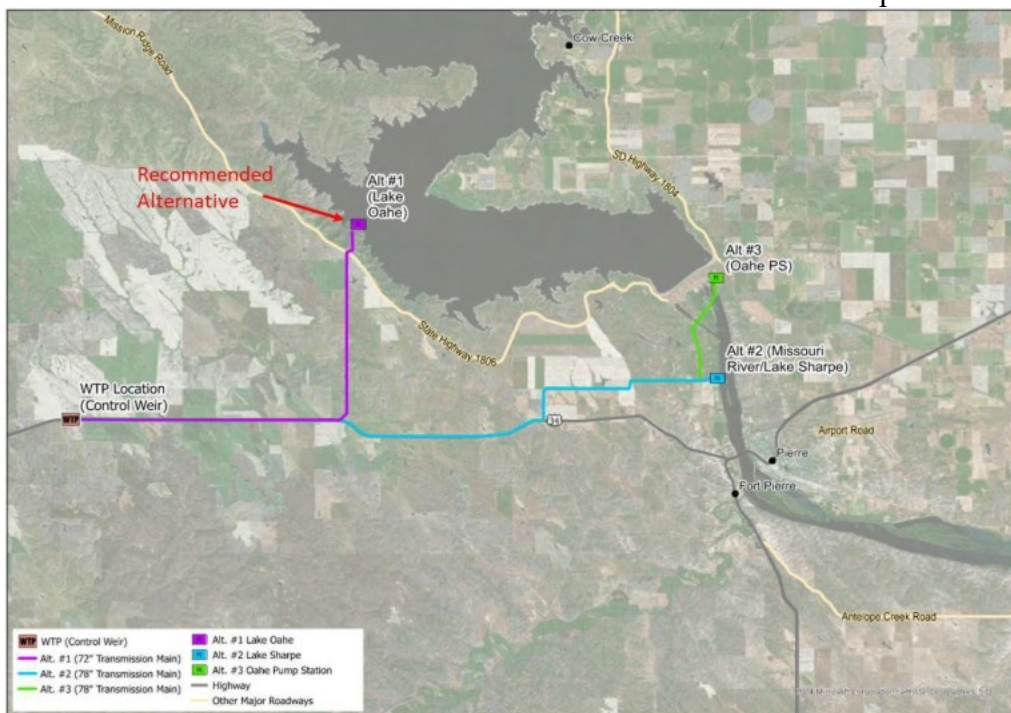 Mission Ridge Road
Cow Creek
SD Highway 1804
Recommended
Alternative
Alt #1
(Lake
Oahe)
Alt #3
(Oahe PS)
State Highway 1806
Alt #2 (Missouri
River/Lake Sharpe)
WTP Location
(Control Weir)
WTP
Airport Road
Pierre
Fort Pierre
Antelope Creek Road
WTP WTP (Control Weir)
Alt. #1 (72" Transmission Main)
Alt. #2 (78" Transmission Main)
Alt. #3 (78" Transmission Main)
Alt. #1 Lake Oahe
Alt. #2 Lake Sharpe
Alt. #3 Oahe Pump Station
Highway
Other Major Roadways